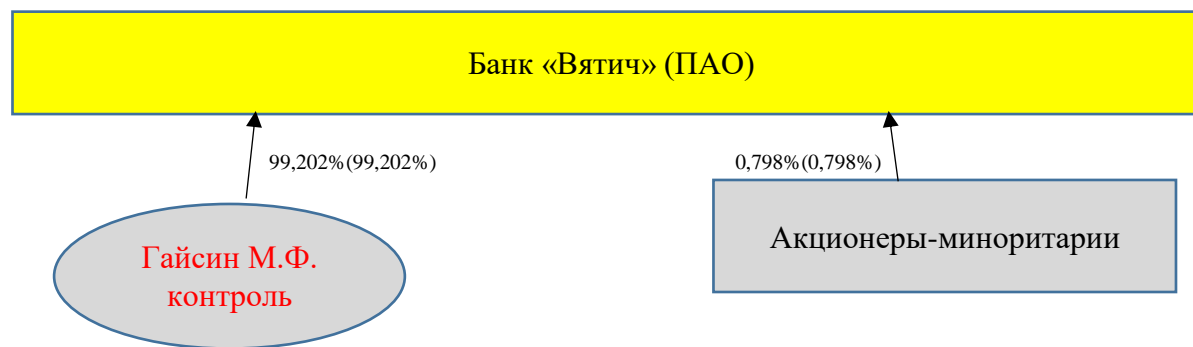 Банк «Вятич» (ПАО)
99,202%(99,202%)
0,798%(0,798%)
Гайсин М.Ф.
контроль
Акционеры-миноритарии